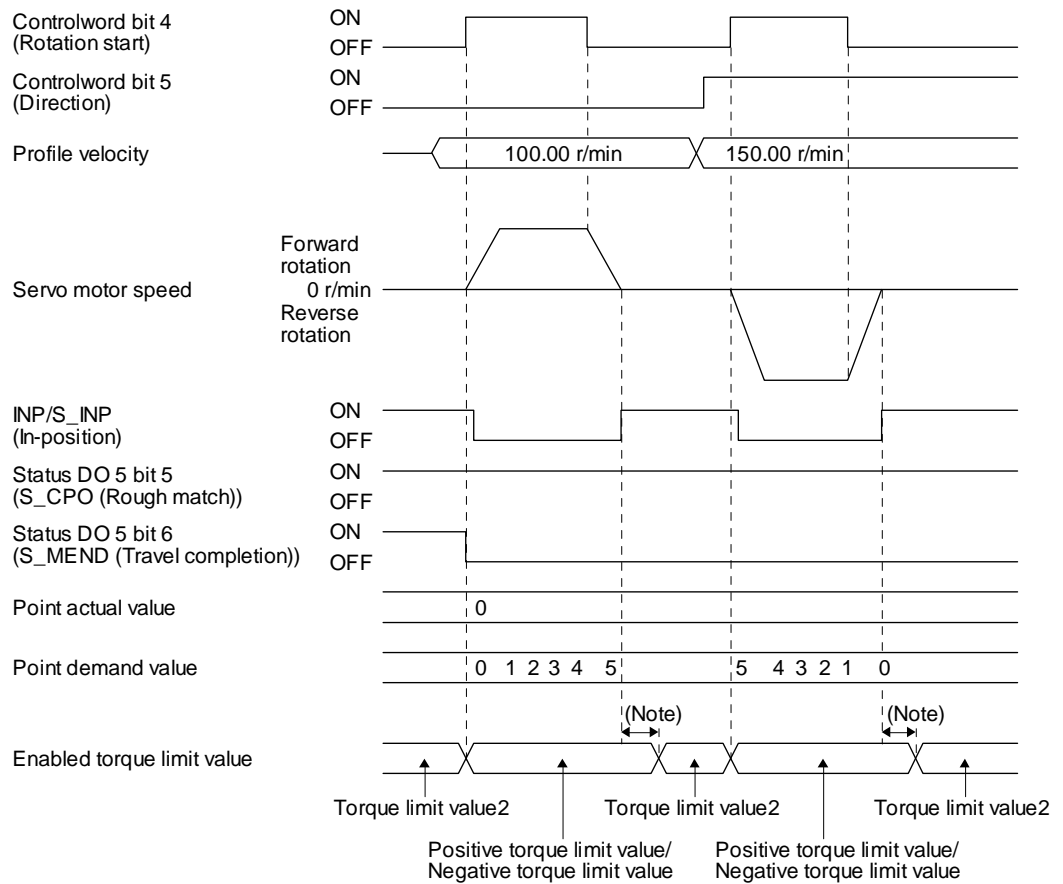 Controlword bit 4
(Rotation start)
ON
OFF
Controlword bit 5
(Direction)
ON
OFF
Profile velocity
100.00 r/min
150.00 r/min
Servo motor speed
Forward
rotation
0 r/min
Reverse
rotation
INP/S_INP
(In-position)
ON
OFF
Status DO 5 bit 5
(S_CPO (Rough match))
ON
OFF
Status DO 5 bit 6
(S_MEND (Travel completion))
ON
OFF
Point actual value
0
Point demand value
0 1 2 3 4 5
5 4 3 2 1 0
(Note)
(Note)
Enabled torque limit value
Torque limit value2
Torque limit value2
Torque limit value2
Positive torque limit value/
Negative torque limit value
Positive torque limit value/
Negative torque limit value